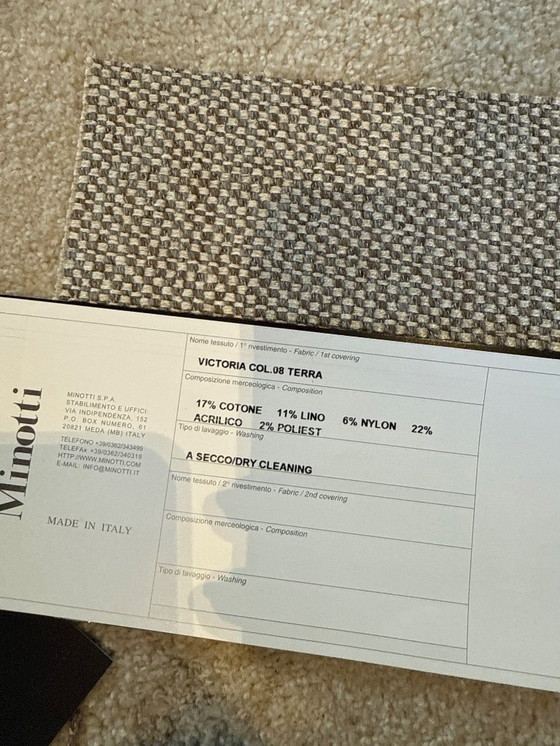 Minotti
MINOTTI S.P.A.
STABILIMENTO E UFFICI
VIA INDIPENDENZA, 152
P.O. BOX NUMERO, 61
20821 MEDA (MB) ITALY
TELEFONO +39/0362/343499
TELEFAX +39/0362/340319
HTTP://WWW.MINOTTI.COM
E-MAIL: INFO@MINOTTI.IT
MADE IN ITALY
Nome tessuto / 1° rivestimento - Fabric / 1st covering
VICTORIA COL.08 TERRA
Composizione merceologica - Composition
17% COTONE 11% LINO 6% NYLON 22%
ACRILICO 2% POLIEST
Tipo di lavaggio - Washing
A SECCO/DRY CLEANING
Nome tessuto / 2° rivestimento - Fabric / 2nd covering
Composizione merceologica - Composition
Tipo di lavaggio - Washing